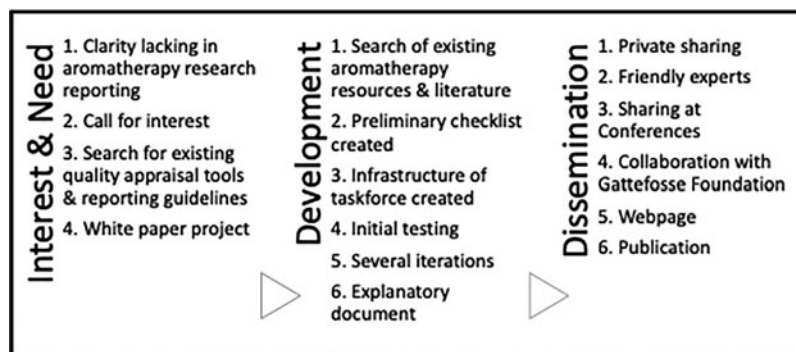 Interest & Need
1. Clarity lacking in
aromatherapy research
reporting
2. Call for interest
3. Search for existing
quality appraisal tools
& reporting guidelines
4. White paper project
Development
1. Search of existing
aromatherapy
resources & literature
2. Preliminary checklist
created
3. Infrastructure of
taskforce created
4. Initial testing
5. Several iterations
6. Explanatory
document
Dissemination
1. Private sharing
2. Friendly experts
3. Sharing at
Conferences
4. Collaboration with
Gattefosse Foundation
5. Webpage
6. Publication